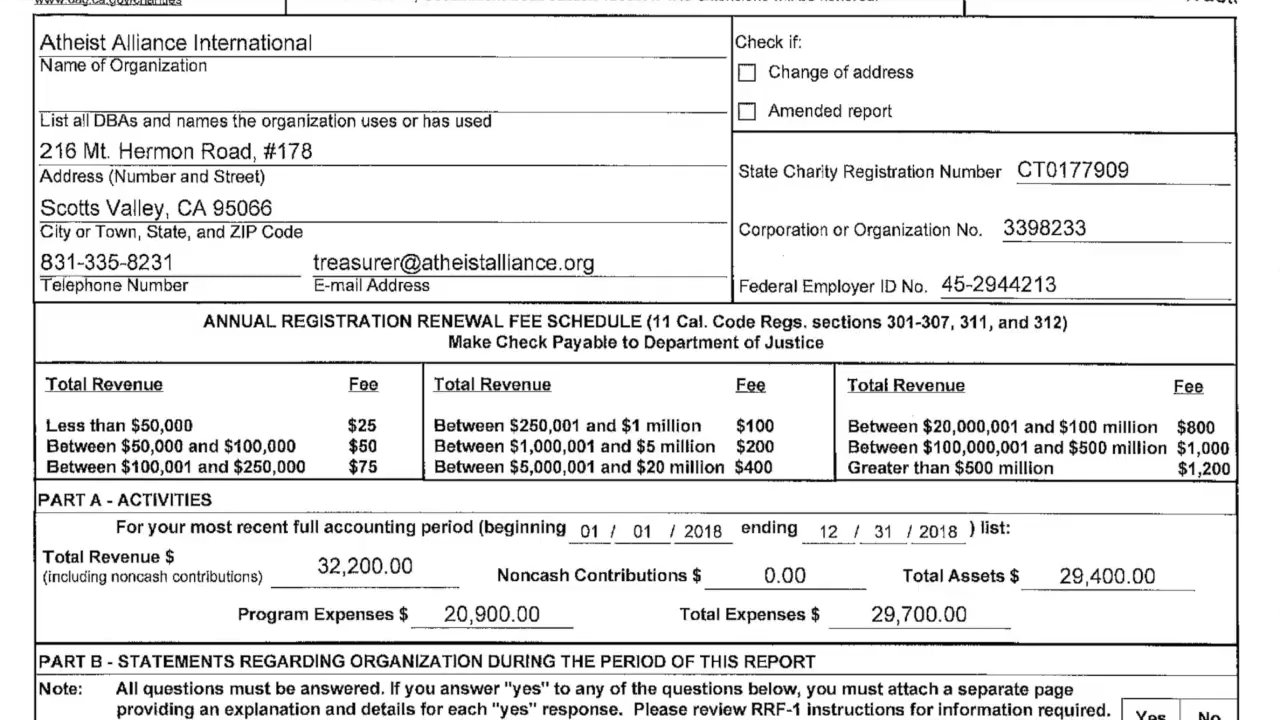 www.oag.ca.gov/charities
Atheist Alliance International
Name of Organization
List all DBAs and names the organization uses or has used
216 Mt. Hermon Road, #178
Address (Number and Street)
Scotts Valley, CA 95066
City or Town, State, and ZIP Code
831-335-8231 treasurer@atheistalliance.org
Telephone Number E-mail Address
Check if:
Change of address
Amended report
State Charity Registration Number CT0177909
Corporation or Organization No. 3398233
Federal Employer ID No. 45-2944213
ANNUAL REGISTRATION RENEWAL FEE SCHEDULE (11 Cal. Code Regs. sections 301-307, 311, and 312)
Make Check Payable to Department of Justice
Total Revenue Fee Total Revenue Fee Total Revenue Fee
Less than $50,000 $25 Between $250,001 and $1 million $100 Between $20,000,001 and $100 million $800
Between $50,000 and $100,000 $50 Between $1,000,001 and $5 million $200 Between $100,000,001 and $500 million $1,000
Between $100,001 and $250,000 $75 Between $5,000,001 and $20 million $400 Greater than $500 million $1,200
PART A - ACTIVITIES
For your most recent full accounting period (beginning 01 / 01 / 2018 ending 12 / 31 / 2018 ) list:
Total Revenue $
(including noncash contributions) 32,200.00 Noncash Contributions $ 0.00 Total Assets $ 29,400.00
Program Expenses $ 20,900.00 Total Expenses $ 29,700.00
PART B - STATEMENTS REGARDING ORGANIZATION DURING THE PERIOD OF THIS REPORT
Note: All questions must be answered. If you answer "yes" to any of the questions below, you must attach a separate page
providing an explanation and details for each "yes" response. Please review RRF-1 instructions for information required. Yes No